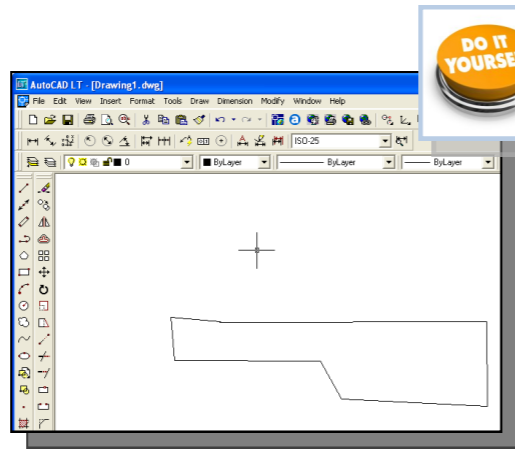 DO IT
AutoCAD LT - [Drawing1.dwg]
File Edit View Insert Format Tools Draw Dimension Modify Window Help
ISO-25
0 ByLayer ByLayer ByLayer